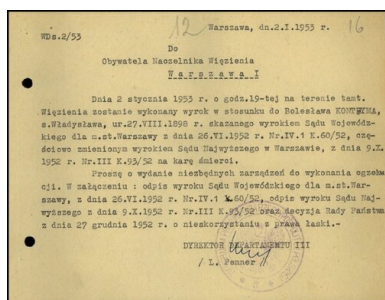 12
16
Warszawa, dn.2.I.1953 r.
WDs.2/53
Do
Obywatela Naczelnika Więzienia
Warszawa I
Dnia 2 stycznia 1953 r. o godz.19-tej na terenie tamt.
Więzienia zostanie wykonany wyrok w stosunku do Bolesława KONTRYMA,
s.Władysława, ur.27.VIII.1898 r. skazanego wyrokiem Sądu Wojewódz-
kiego dla m.st.Warszawy z dnia 26.VI.1952 r. Nr.IV.1 K.60/52, czę-
ściowo zmienionym wyrokiem Sądu Najwyższego w Warszawie, z dnia 9.X.
1952 r. Nr.III K.93/52 na karę śmierci.
Proszę o wydanie niezbędnych zarządzeń do wykonania egzeku
cji. W załączeniu : odpis wyroku Sądu Wojewódzkiego dla m.st.War-
szawy, z dnia 26.VI.1952 r. Nr.IV.1 K.60/52, odpis wyroku Sądu Naj-
wyższego z dnia 9.X.1952 r. Nr.III K.93/52 oraz decyzja Rady Państwa
z dnia 27 grudnia 1952 r. o nieskorzystaniu z prawa łaski.-
DYREKTOR DEPARTAMENTU III
/ L. Penner /